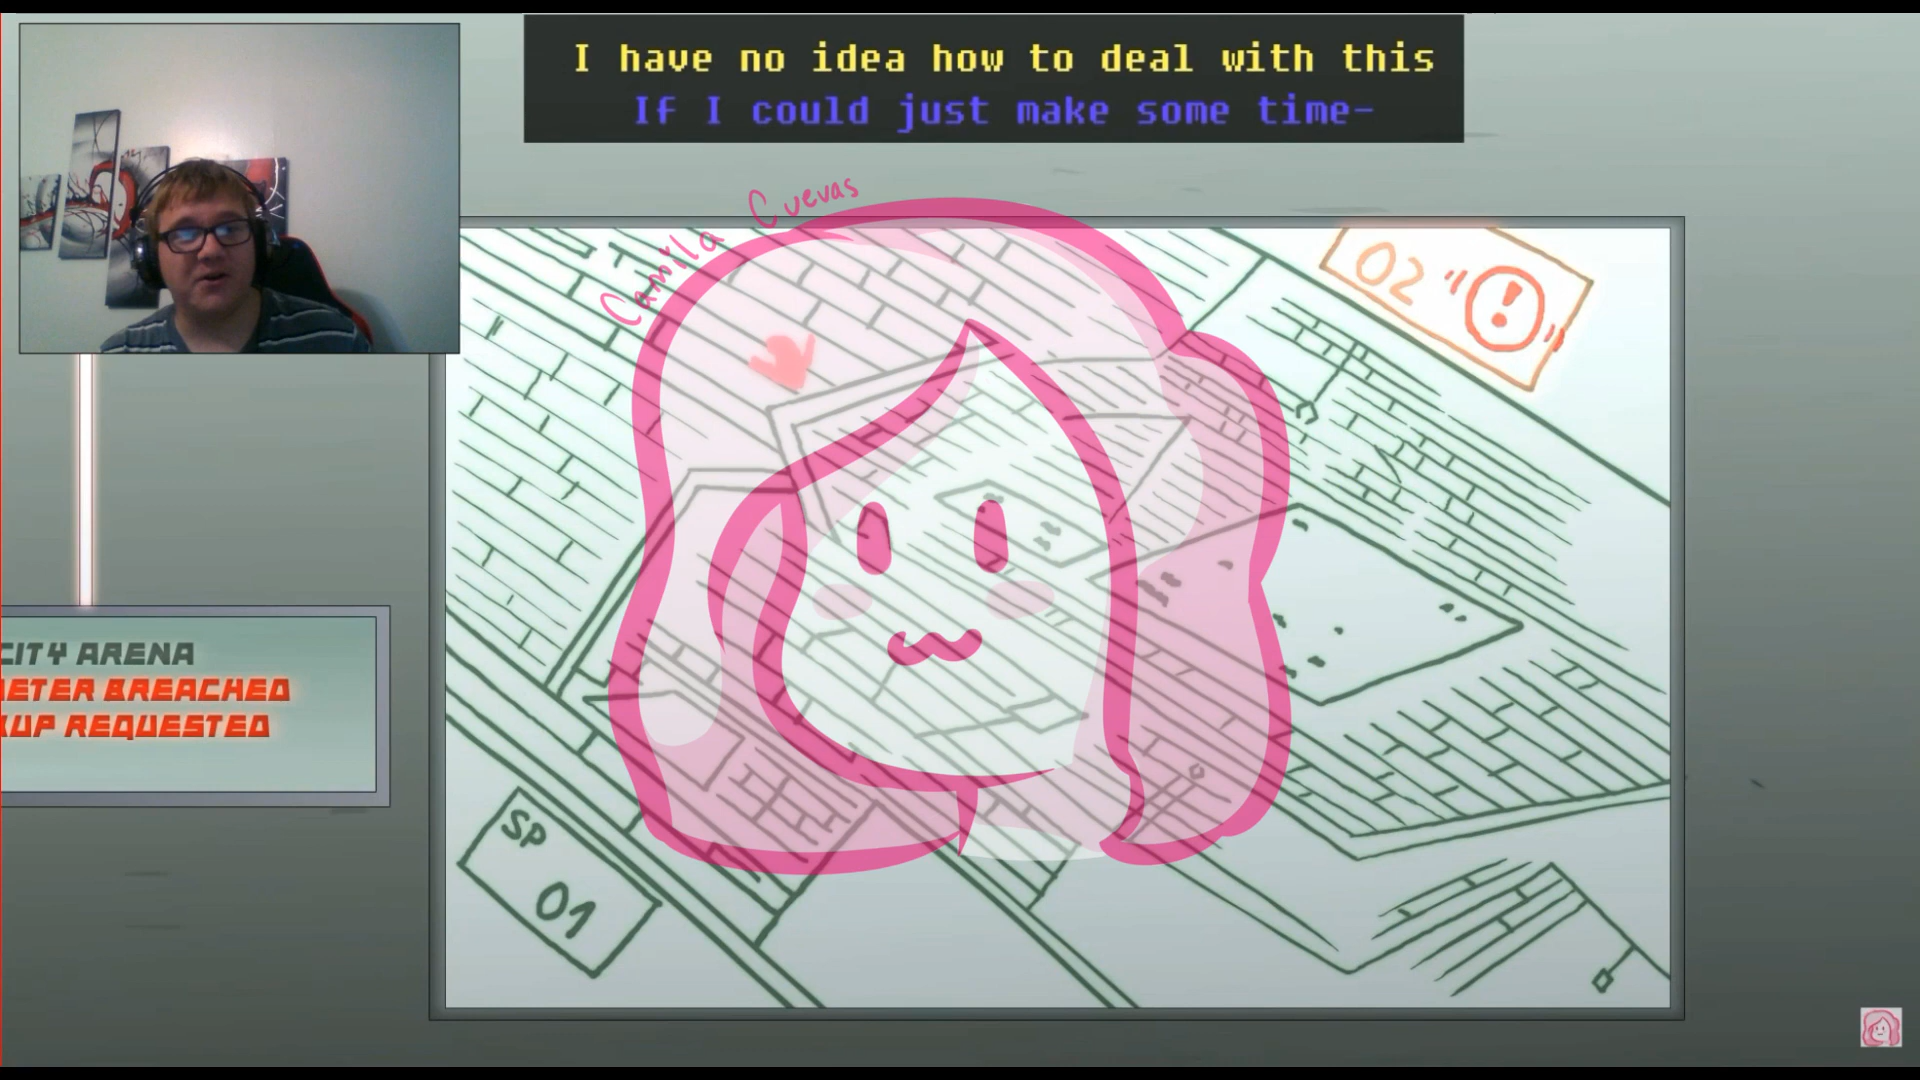 I have no idea how to deal with this
If I could just make some time-
Camila Cuevas
02 !
CITY ARENA
METER BREACHED
KUP REQUESTED
SP
01